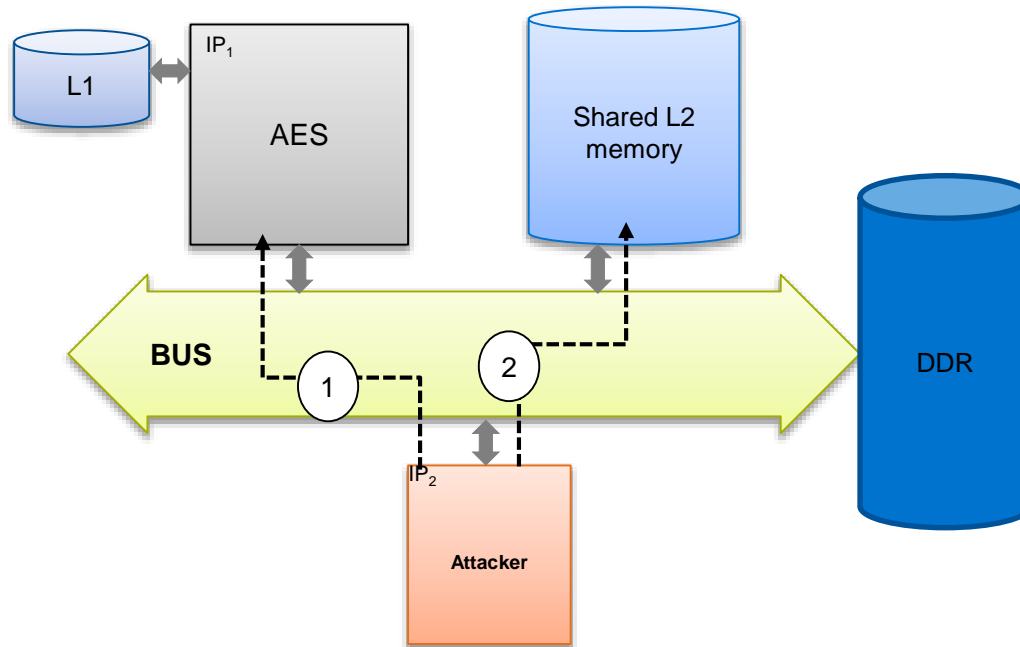 IP₁
L1
AES
Shared L2
memory
BUS
1
2
DDR
IP₂
Attacker